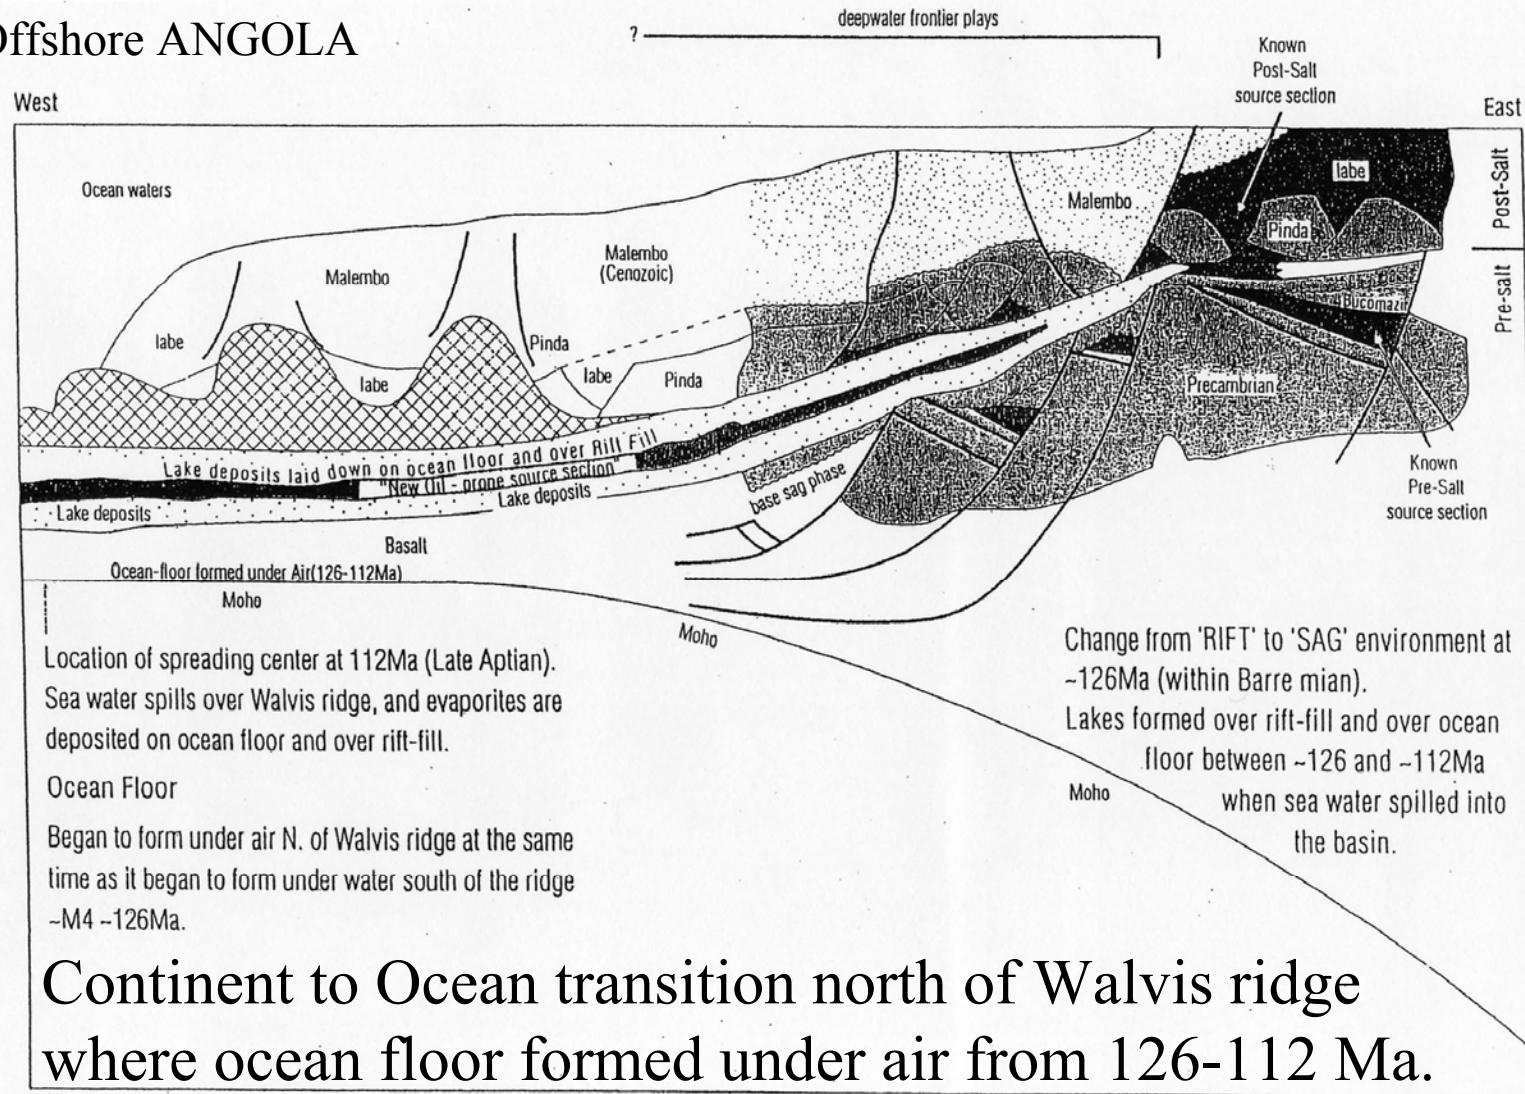 Offshore ANGOLA
? deepwater frontier plays
Known
Post-Salt
source section
West
East
Ocean waters
Iabe
Post-Salt
Malembo
Pinda
Malembo
(Cenozoic)
Malembo
Pre-salt
Bucomazi
Iabe
Pinda
Iabe
Iabe
Pinda
Precambrian
Lake deposits laid down on ocean floor and over Rift Fill
"New Oil - prone source section"
Lake deposits
Lake deposits
base sag phase
Known
Pre-Salt
source section
Basalt
Ocean-floor formed under Air(126-112Ma)
Moho
Moho
Moho
Location of spreading center at 112Ma (Late Aptian).
Sea water spills over Walvis ridge, and evaporites are
deposited on ocean floor and over rift-fill.
Ocean Floor
Began to form under air N. of Walvis ridge at the same
time as it began to form under water south of the ridge
~M4 ~126Ma.
Change from 'RIFT' to 'SAG' environment at
~126Ma (within Barre mian).
Lakes formed over rift-fill and over ocean
floor between ~126 and ~112Ma
when sea water spilled into
the basin.
Continent to Ocean transition north of Walvis ridge
where ocean floor formed under air from 126-112 Ma.